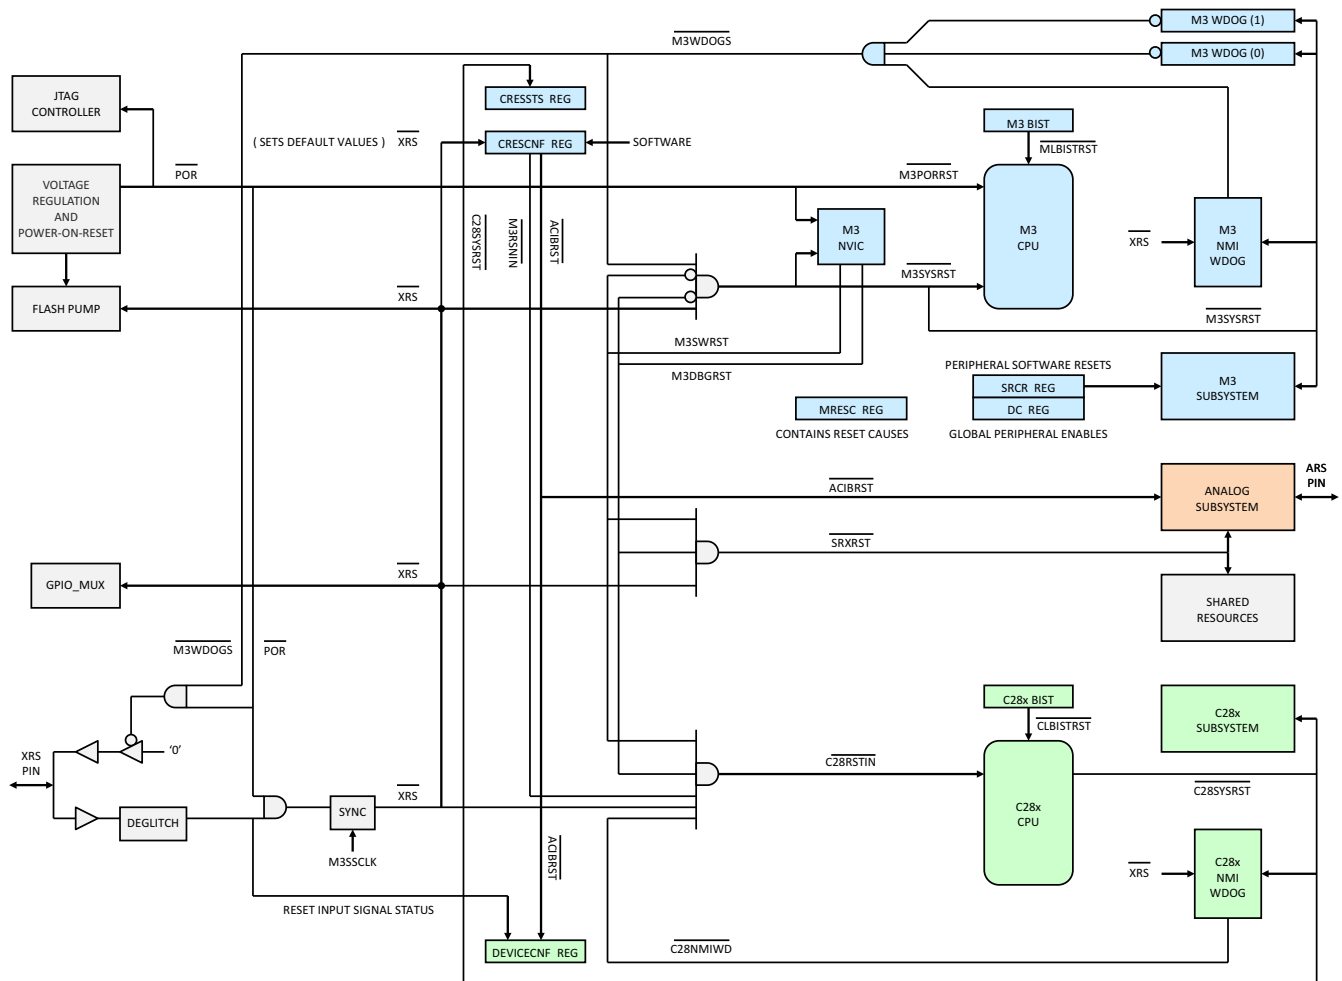 M3 WDOG (1)
M3WDOGS
M3 WDOG (0)
JTAG
CONTROLLER
CRESSTS REG
M3 BIST
( SETS DEFAULT VALUES )
XRS
CRESCNF REG
SOFTWARE
MLBISTRST
POR
M3PORRST
VOLTAGE
REGULATION
AND
POWER-ON-RESET
C28SYSRST
M3RSNIN
ACIBRST
M3
NVIC
M3
CPU
XRS
M3
NMI
WDOG
M3SYSRST
FLASH PUMP
XRS
M3SYSRST
M3SWRST
M3DBGRST
PERIPHERAL SOFTWARE RESETS
SRCR REG
DC REG
GLOBAL PERIPHERAL ENABLES
M3
SUBSYSTEM
MRESC REG
CONTAINS RESET CAUSES
ACIBRST
ANALOG
SUBSYSTEM
ARS
PIN
SRXRST
GPIO_MUX
XRS
SHARED
RESOURCES
M3WDOGS
POR
C28x BIST
CLBISTRST
C28x
SUBSYSTEM
XRS
PIN
'0'
C28RSTIN
C28SYSRST
DEGLITCH
SYNC
XRS
M3SSCLK
C28x
CPU
ACIBRST
XRS
C28x
NMI
WDOG
RESET INPUT SIGNAL STATUS
DEVICECNF REG
C28NMIWD